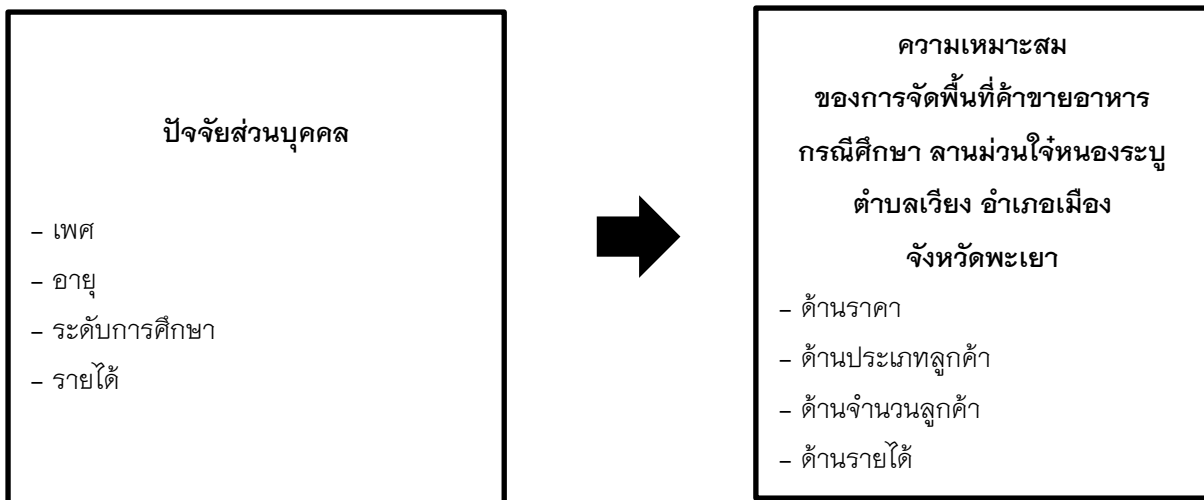 ปัจจัยส่วนบุคคล
– เพศ
– อายุ
– ระดับการศึกษา
– รายได้
ความเหมาะสม
ของการจัดพื้นที่ค้าขายอาหาร
กรณีศึกษา ลานม่วนใจ๋หนองระบู
ตำบลเวียง อำเภอเมือง
จังหวัดพะเยา
– ด้านราคา
– ด้านประเภทลูกค้า
– ด้านจำนวนลูกค้า
– ด้านรายได้